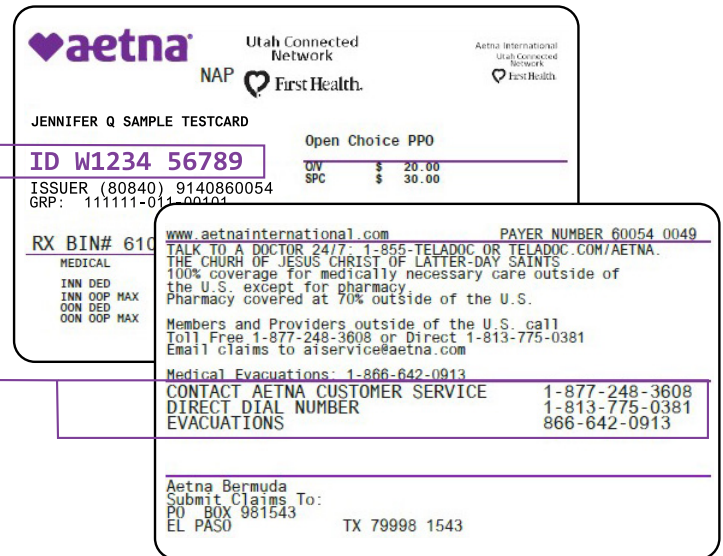 aetna
Utah Connected
Network
NAP
First Health.
Aetna International
Utah Connected
Network
First Health.
JENNIFER Q SAMPLE TESTCARD
Open Choice PPO
ID W1234 56789
O/V $ 20.00
SPC $ 30.00
ISSUER (80840) 9140860054
GRP: 111111-011-00101
RX BIN# 610
MEDICAL
INN DED
INN OOP MAX
OON DED
OON OOP MAX
www.aetnainternational.com PAYER NUMBER 60054 0049
TALK TO A DOCTOR 24/7: 1-855-TELADOC OR TELADOC.COM/AETNA.
THE CHURH OF JESUS CHRIST OF LATTER-DAY SAINTS
100% coverage for medically necessary care outside of
the U.S. except for pharmacy.
Pharmacy covered at 70% outside of the U.S.
Members and Providers outside of the U.S. call
Toll Free 1-877-248-3608 or Direct 1-813-775-0381
Email claims to aiservice@aetna.com
Medical Evacuations: 1-866-642-0913
CONTACT AETNA CUSTOMER SERVICE 1-877-248-3608
DIRECT DIAL NUMBER 1-813-775-0381
EVACUATIONS 866-642-0913
Aetna Bermuda
Submit Claims To:
PO BOX 981543
EL PASO TX 79998 1543